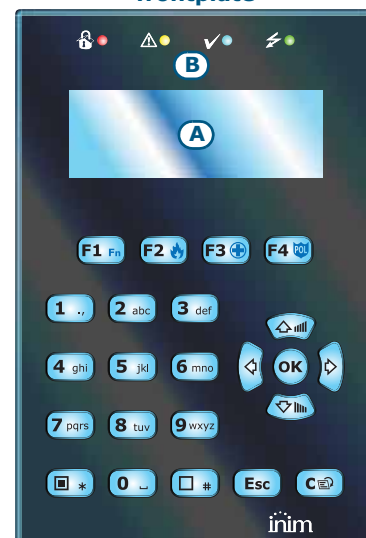 B
A
F1 Fn F2 F3 F4 POL
1 ., 2 abc 3 def
4 ghi 5 jkl 6 mno OK
7 pqrs 8 tuv 9 wxyz
* 0 # Esc C
inim